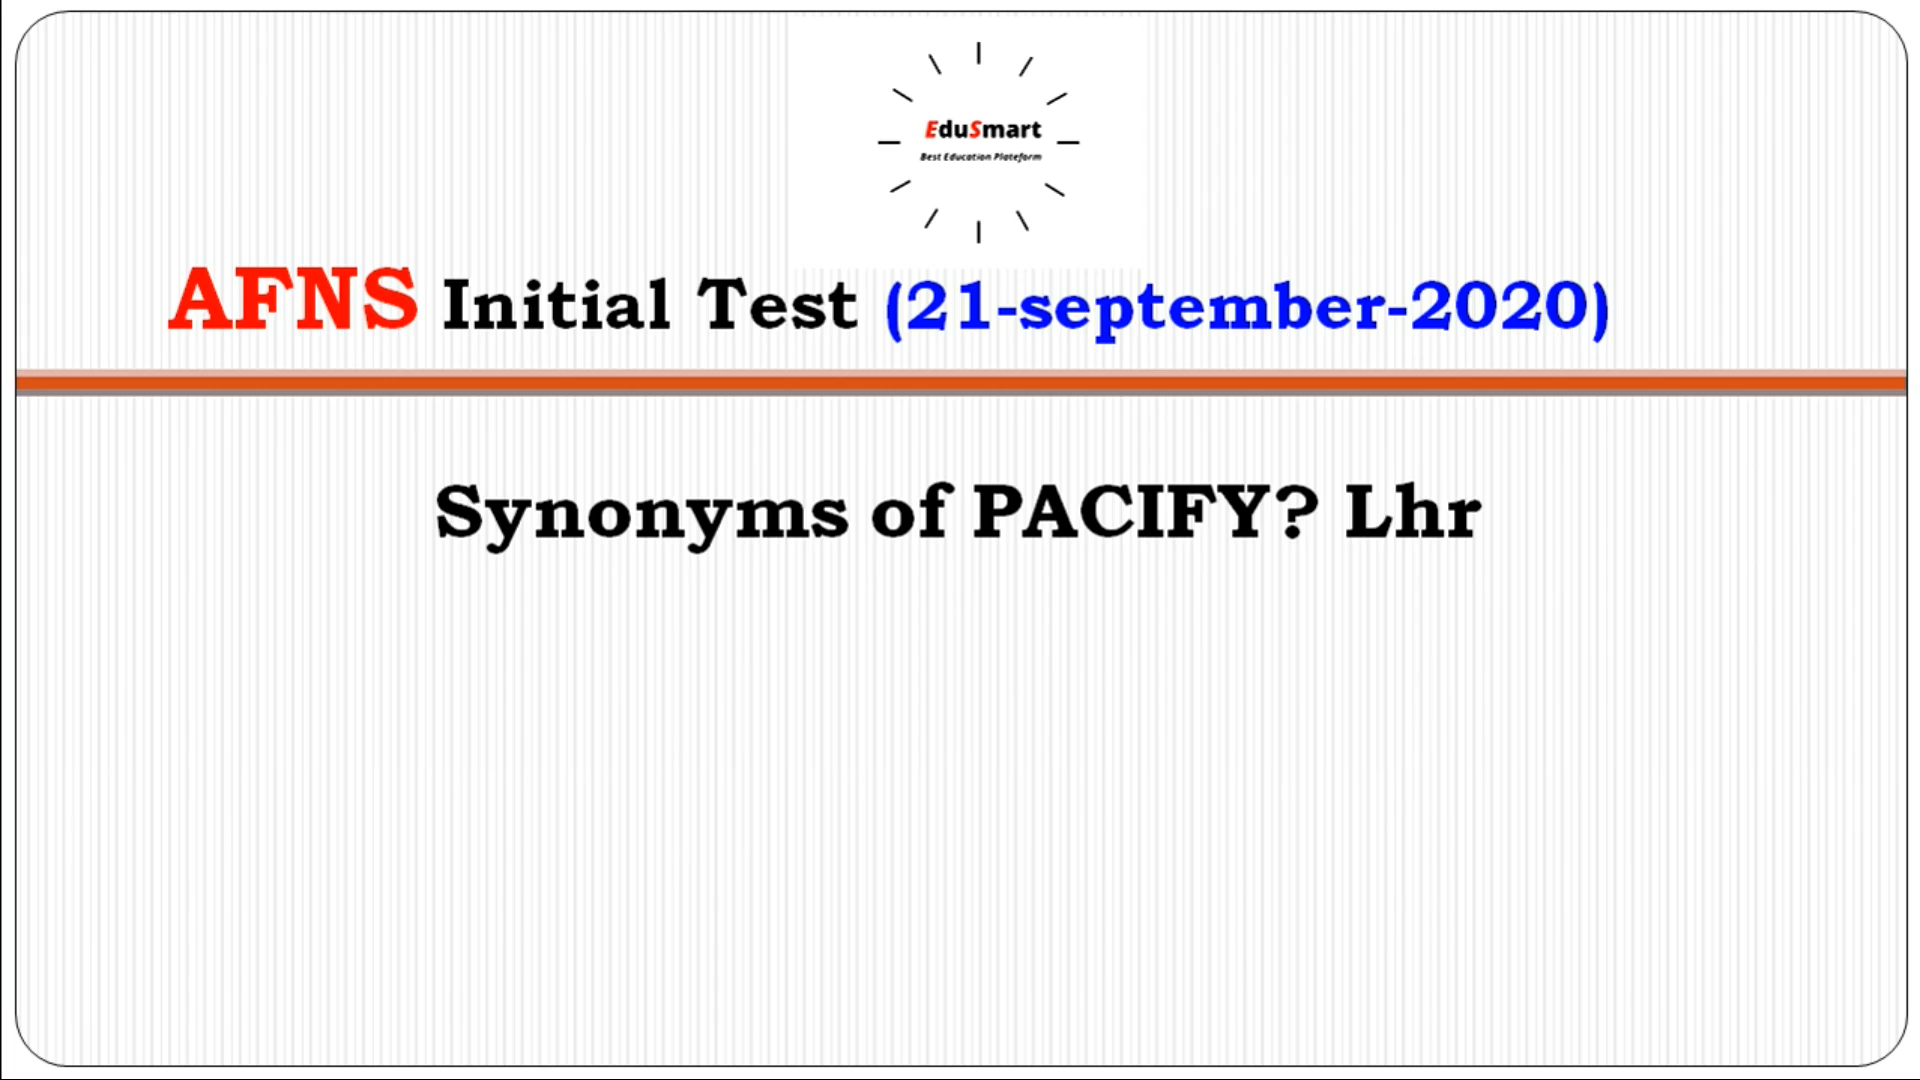 EduSmart
Best Education Plateform
AFNS Initial Test (21-september-2020)
Synonyms of PACIFY? Lhr